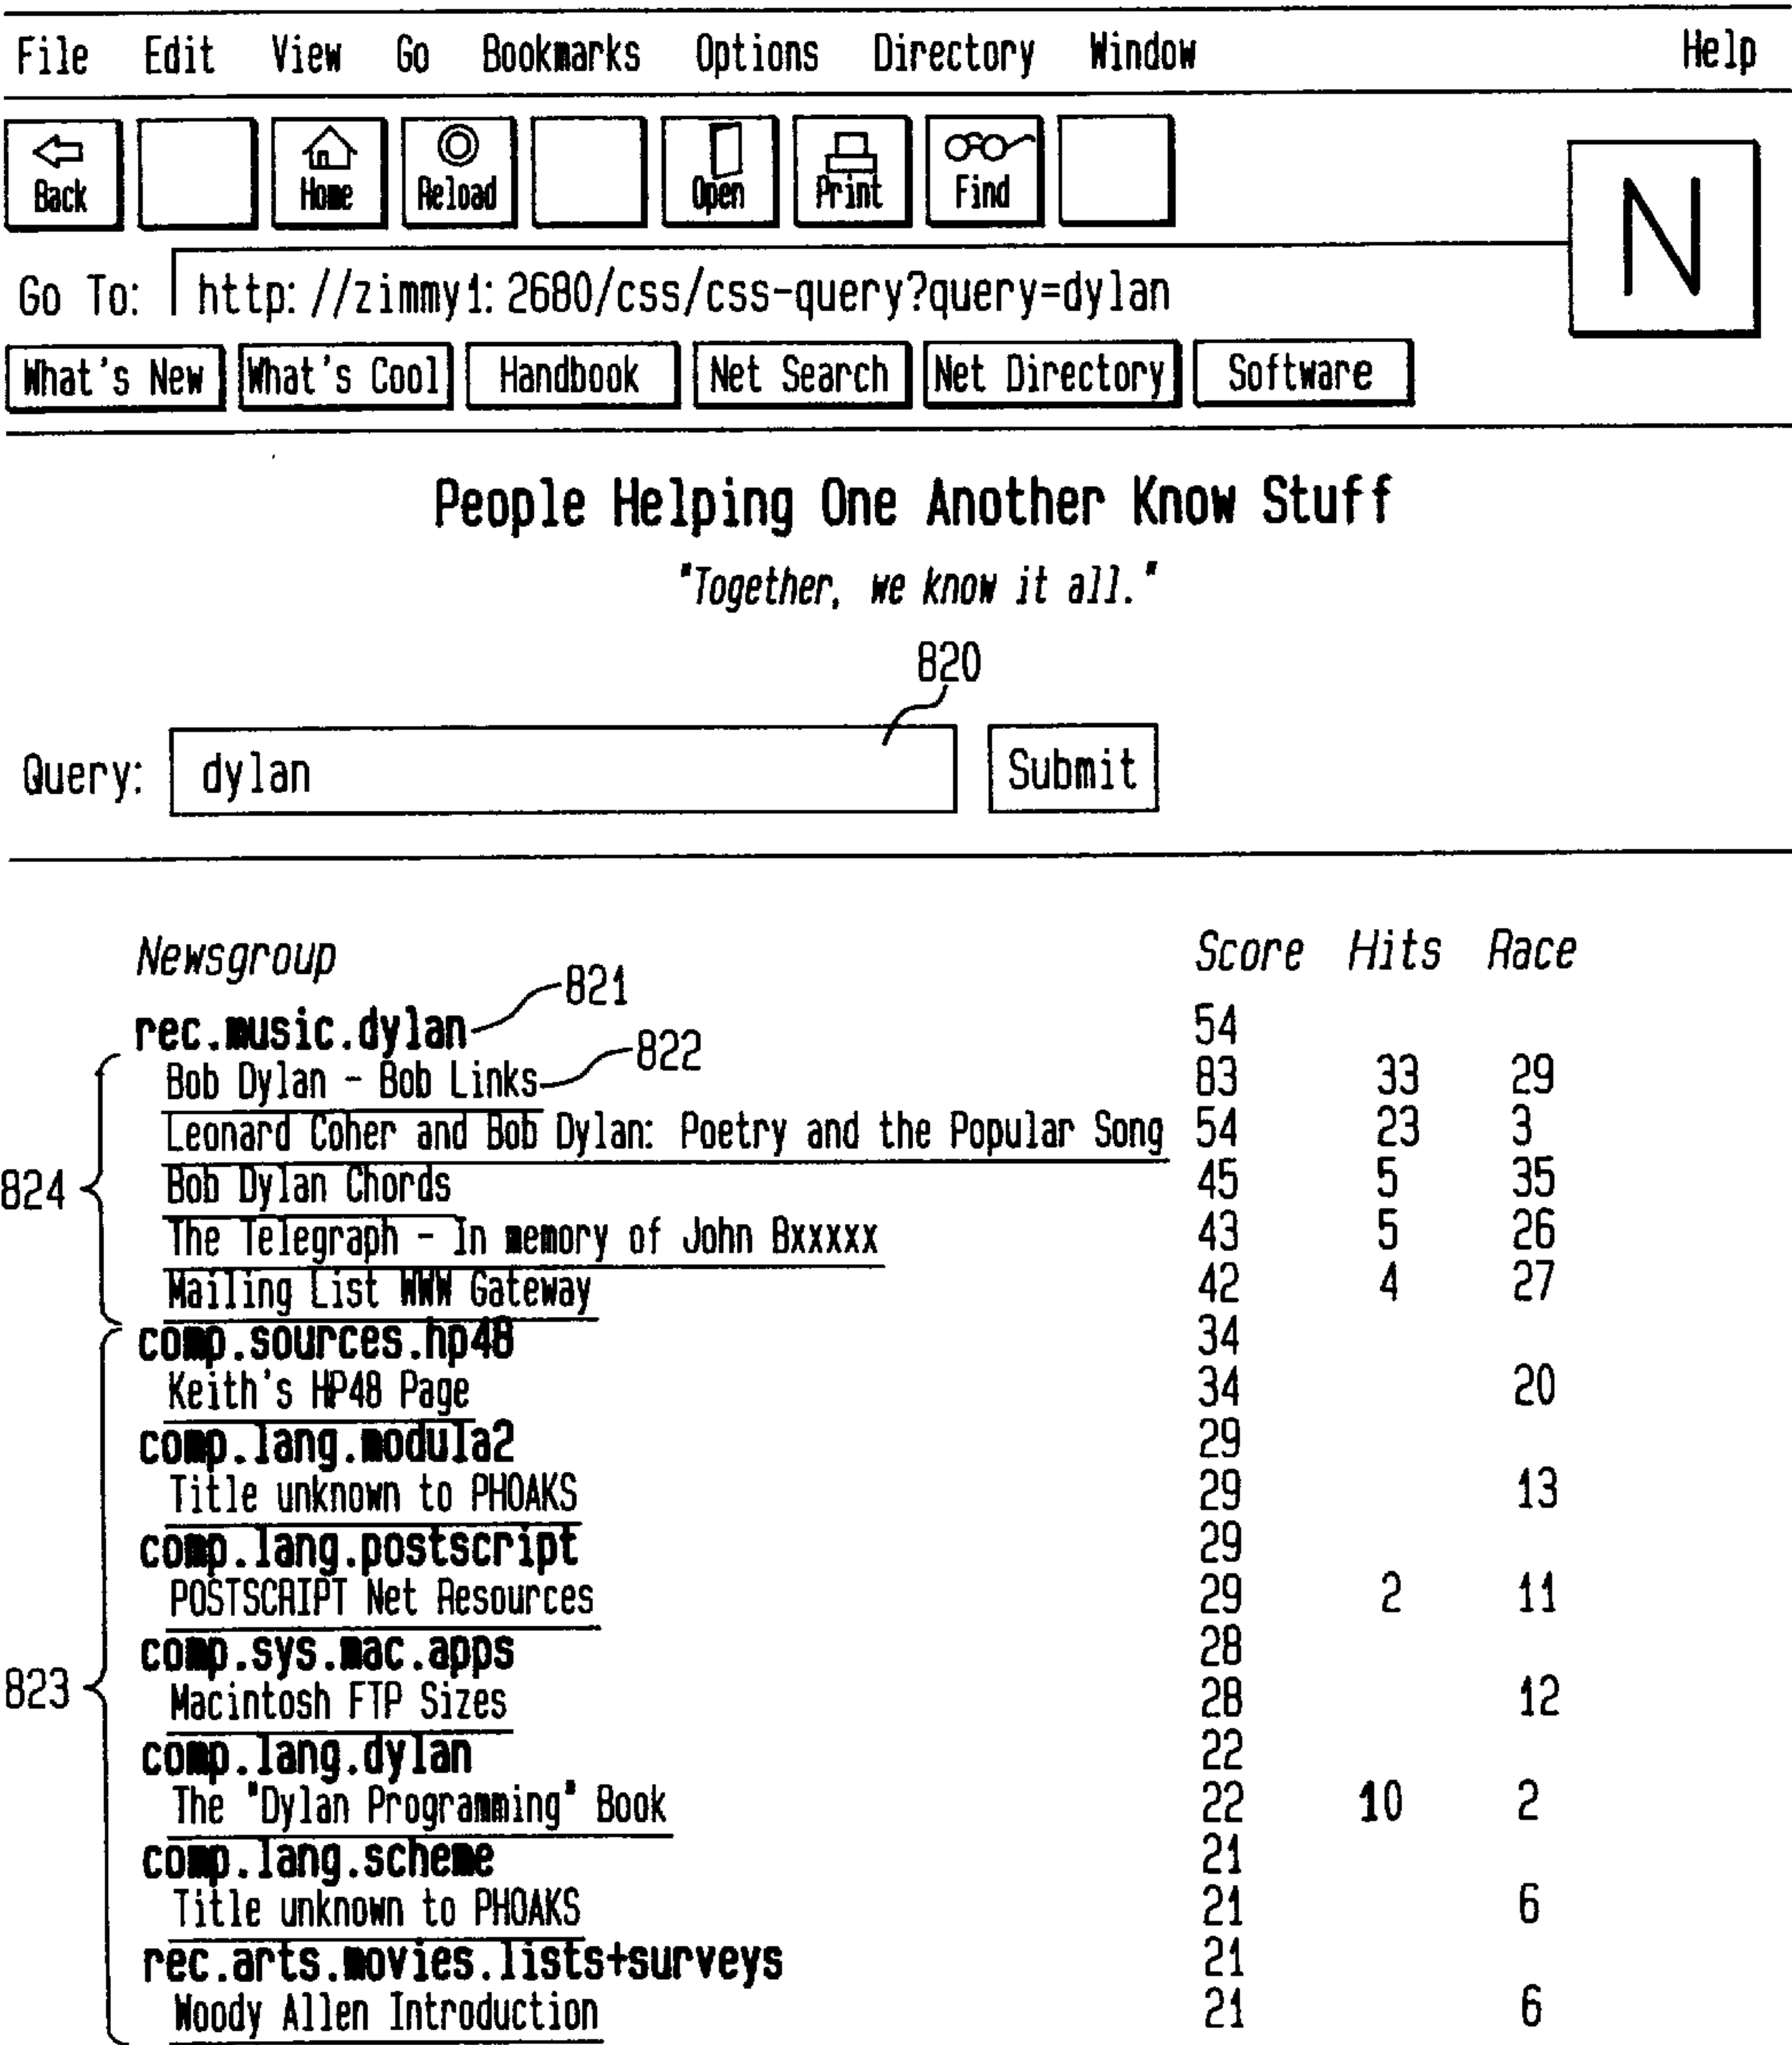 File Edit View Go Bookmarks Options Directory Window Help
Back Home Reload Open Print Find
N
Go To: http://zimmy1:2680/css/css-query?query=dylan
What's New What's Cool Handbook Net Search Net Directory Software
People Helping One Another Know Stuff
"Together, we know it all."
820
Query: dylan Submit
Newsgroup Score Hits Race
821
rec.music.dylan 54
822
Bob Dylan - Bob Links 83 33 29
Leonard Coher and Bob Dylan: Poetry and the Popular Song 54 23 3
824
Bob Dylan Chords 45 5 35
The Telegraph - In memory of John Bxxxxx 43 5 26
Mailing List WWW Gateway 42 4 27
comp.sources.hp48 34
Keith's HP48 Page 34 20
comp.lang.modula2 29
Title unknown to PHOAKS 29 13
comp.lang.postscript 29
POSTSCRIPT Net Resources 29 2 11
comp.sys.mac.apps 28
823
Macintosh FTP Sizes 28 12
comp.lang.dylan 22
The "Dylan Programming" Book 22 10 2
comp.lang.scheme 21
Title unknown to PHOAKS 21 6
rec.arts.movies.lists+surveys 21
Woody Allen Introduction 21 6